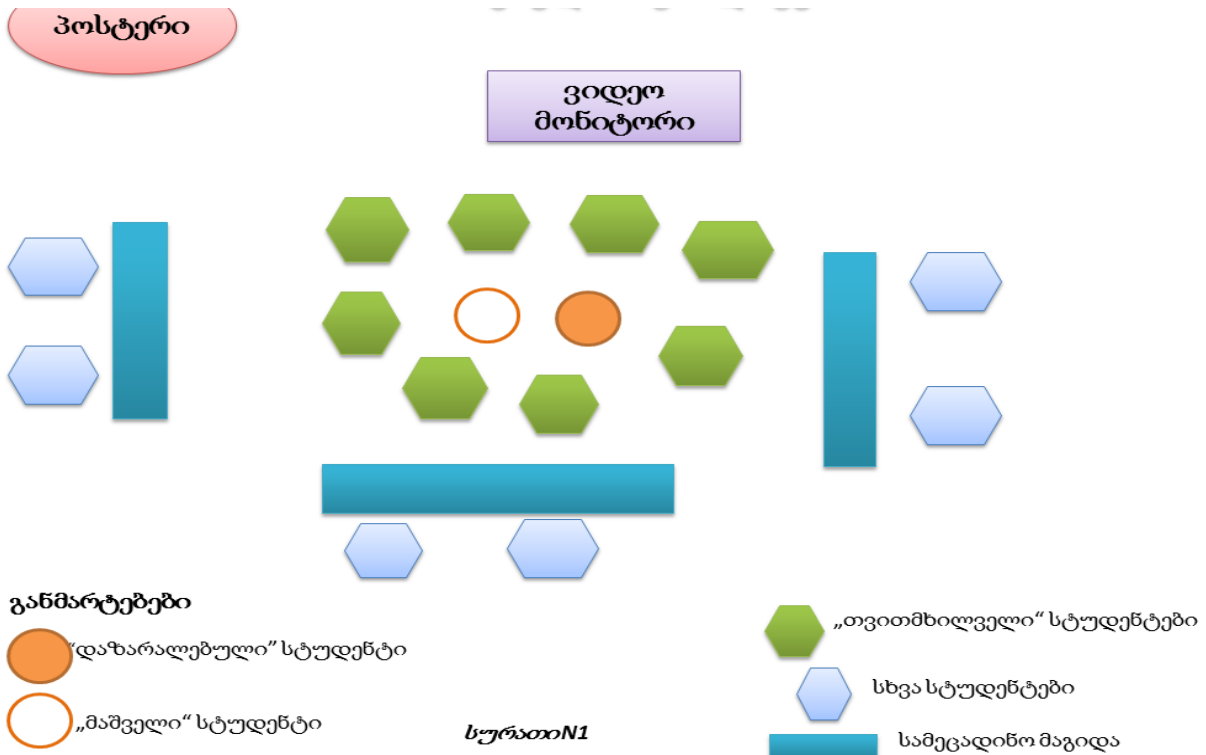 პოსტერი
ვიდეო
მონიტორი
განმარტებები
“დაზარალებული” სტუდენტი
„მაშველი“ სტუდენტი
სურათიN1
„თვითმხილველი“ სტუდენტები
სხვა სტუდენტები
სამეცადინო მაგიდა